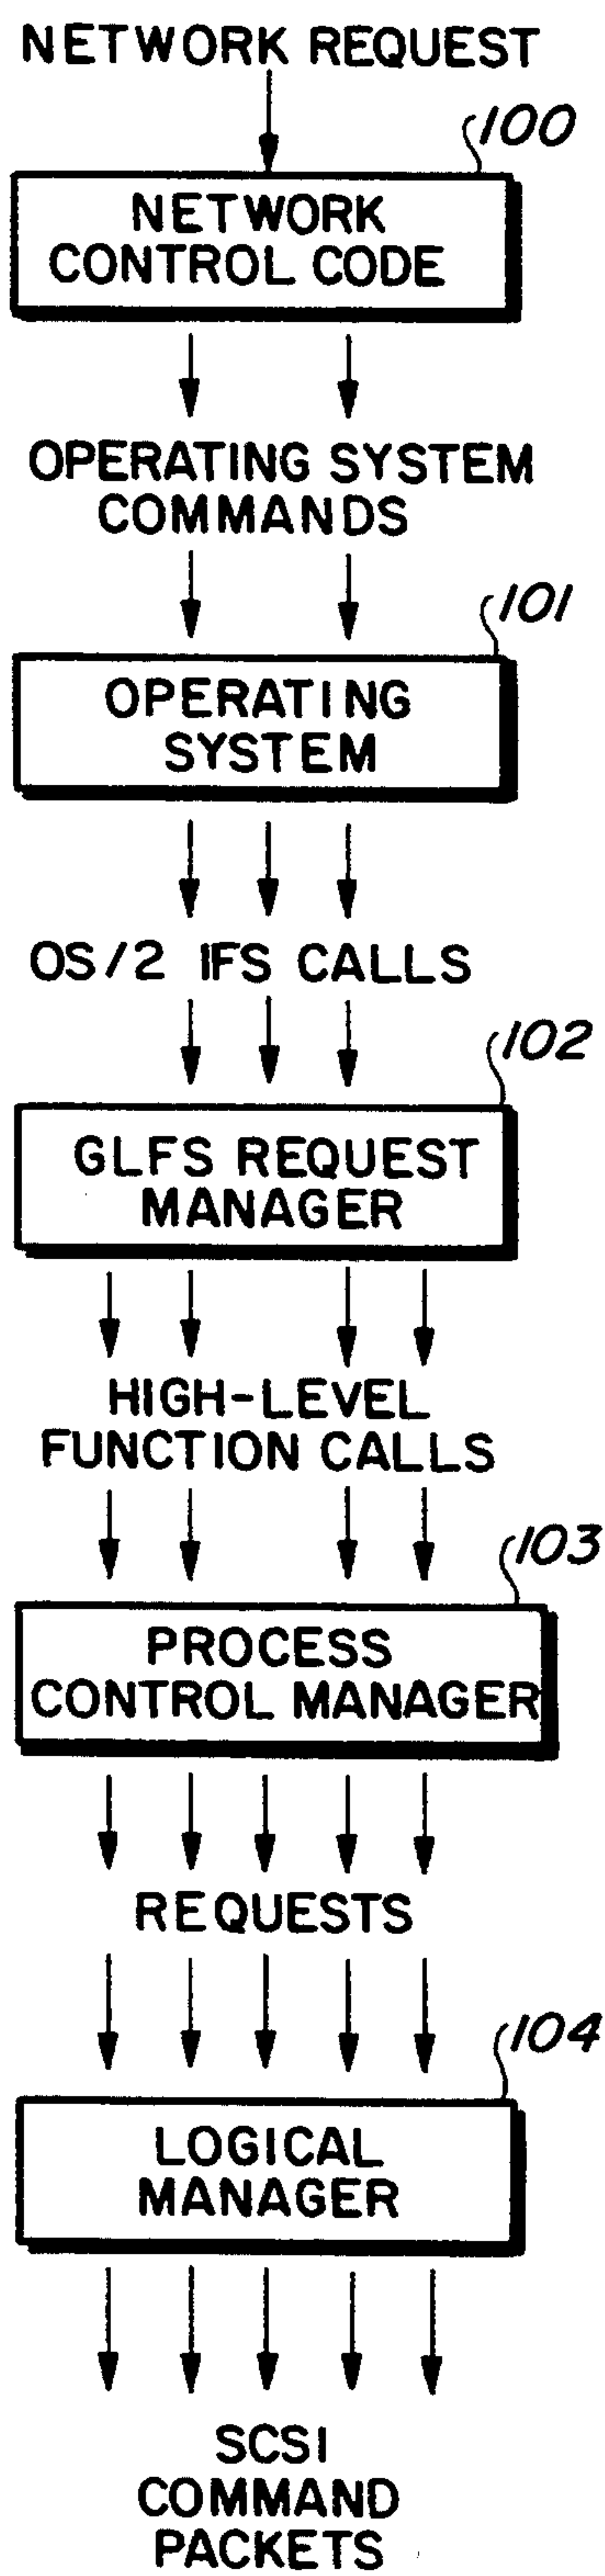 NETWORK REQUEST
100
NETWORK
CONTROL CODE
OPERATING SYSTEM
COMMANDS
101
OPERATING
SYSTEM
OS/2 IFS CALLS
102
GLFS REQUEST
MANAGER
HIGH-LEVEL
FUNCTION CALLS
103
PROCESS
CONTROL MANAGER
REQUESTS
104
LOGICAL
MANAGER
SCSI
COMMAND
PACKETS